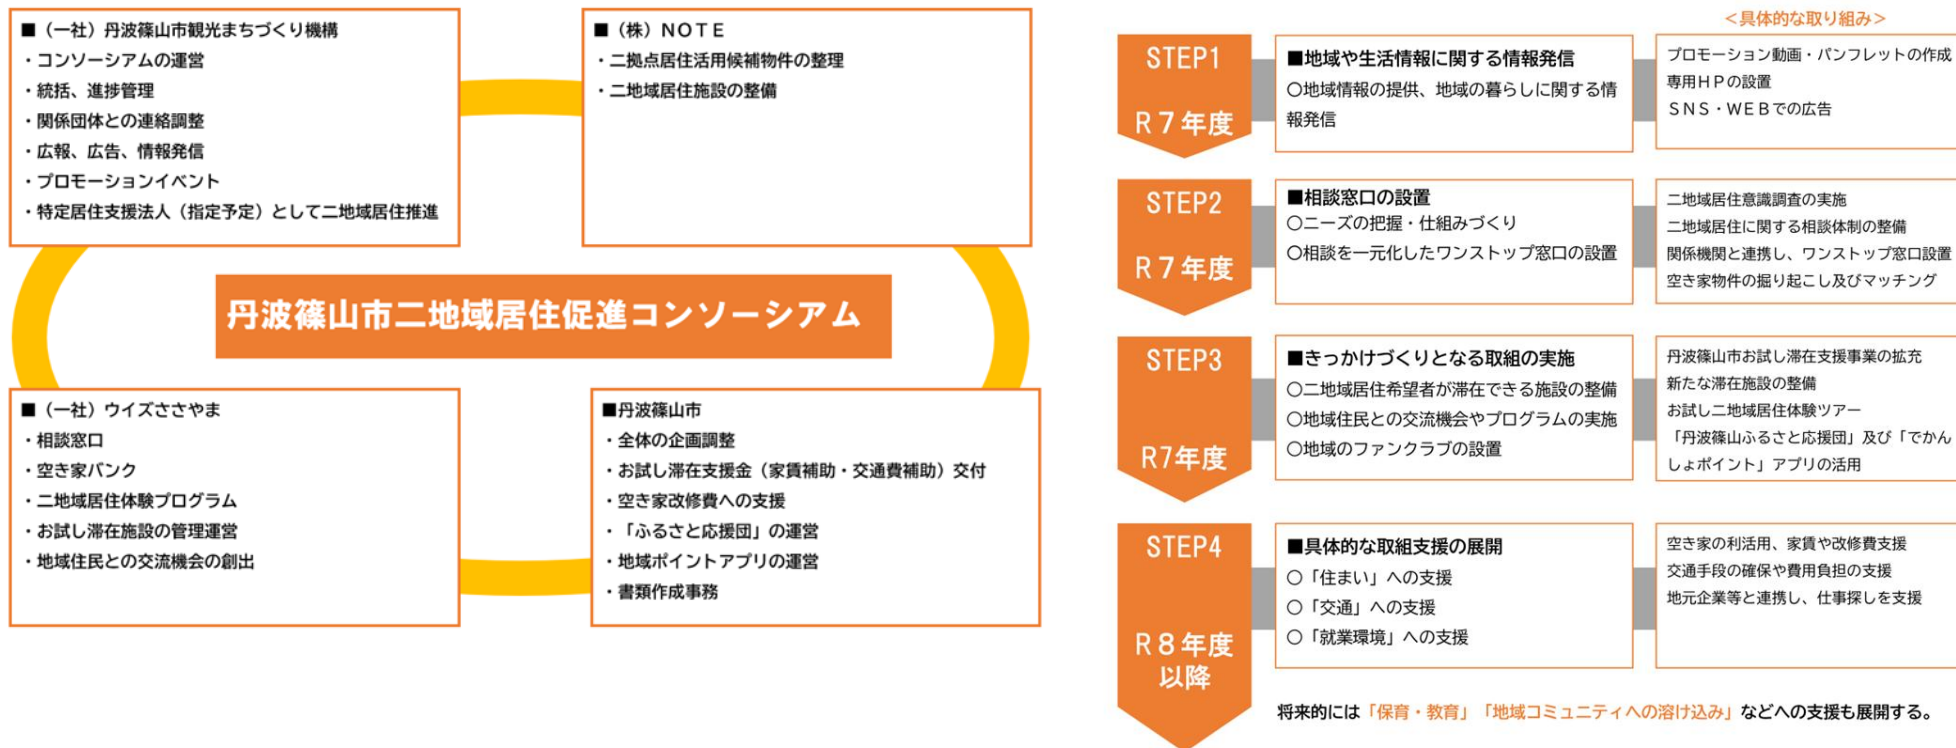 ■（一社）丹波篠山市観光まちづくり機構
・コンソーシアムの運営
・統括、進捗管理
・関係団体との連絡調整
・広報、広告、情報発信
・プロモーションイベント
・特定居住支援法人（指定予定）として二地域居住推進
■（株）ＮＯＴＥ
・二拠点居住活用候補物件の整理
・二地域居住施設の整備
丹波篠山市二地域居住促進コンソーシアム
■（一社）ウイズささやま
・相談窓口
・空き家バンク
・二地域居住体験プログラム
・お試し滞在施設の管理運営
・地域住民との交流機会の創出
■丹波篠山市
・全体の企画調整
・お試し滞在支援金（家賃補助・交通費補助）交付
・空き家改修費への支援
・「ふるさと応援団」の運営
・地域ポイントアプリの運営
・書類作成事務
＜具体的な取り組み＞
STEP1
R７年度
■地域や生活情報に関する情報発信
○地域情報の提供、地域の暮らしに関する情
報発信
プロモーション動画・パンフレットの作成
専用ＨＰの設置
ＳＮＳ・ＷＥＢでの広告
STEP2
R７年度
■相談窓口の設置
○ニーズの把握・仕組みづくり
○相談を一元化したワンストップ窓口の設置
二地域居住意識調査の実施
二地域居住に関する相談体制の整備
関係機関と連携し、ワンストップ窓口設置
空き家物件の掘り起こし及びマッチング
STEP3
R7年度
■きっかけづくりとなる取組の実施
○二地域居住希望者が滞在できる施設の整備
○地域住民との交流機会やプログラムの実施
○地域のファンクラブの設置
丹波篠山市お試し滞在支援事業の拡充
新たな滞在施設の整備
お試し二地域居住体験ツアー
「丹波篠山ふるさと応援団」及び「でかん
しょポイント」アプリの活用
STEP4
R８年度
以降
■具体的な取組支援の展開
○「住まい」への支援
○「交通」への支援
○「就業環境」への支援
空き家の利活用、家賃や改修費支援
交通手段の確保や費用負担の支援
地元企業等と連携し、仕事探しを支援
将来的には「保育・教育」「地域コミュニティへの溶け込み」などへの支援も展開する。